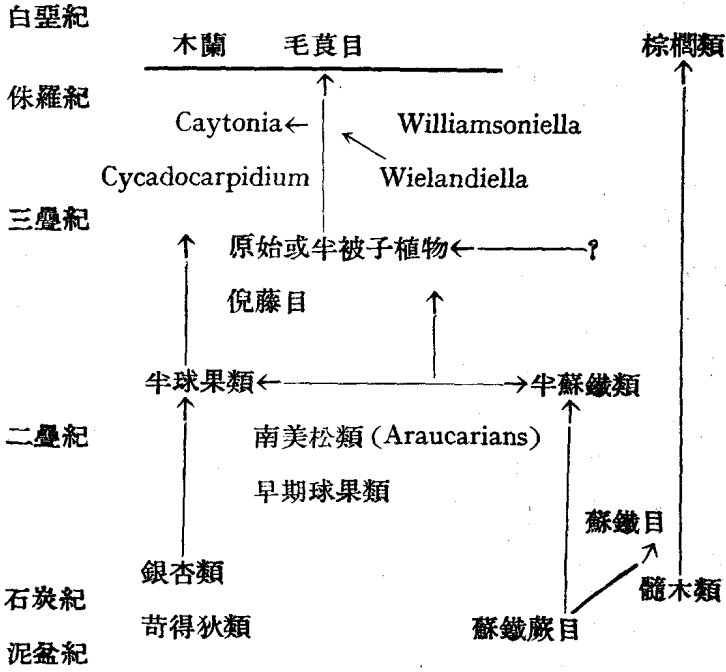 白堊紀
木蘭 毛茛目 棕櫚類
侏羅紀
Caytonia Williamsoniella
Cycadocarpidium Wielandiella
三疊紀
原始或半被子植物 ?
倪藤目
半球果類 半蘇鐵類
二疊紀 南美松類 (Araucarians)
早期球果類
蘇鐵目
銀杏類
石炭紀 髓木類
苛得狄類 蘇鐵蕨目
泥盆紀